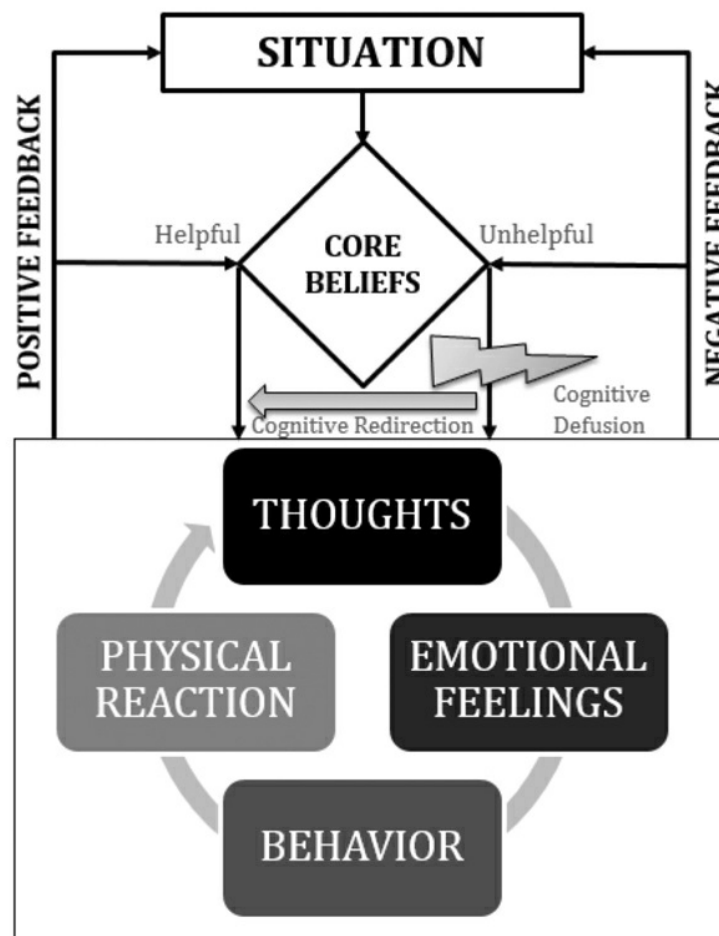 SITUATION
POSITIVE FEEDBACK
NEGATIVE FEEDBACK
Helpful
Unhelpful
CORE
BELIEFS
Cognitive Redirection
Cognitive
Defusion
THOUGHTS
PHYSICAL
REACTION
EMOTIONAL
FEELINGS
BEHAVIOR